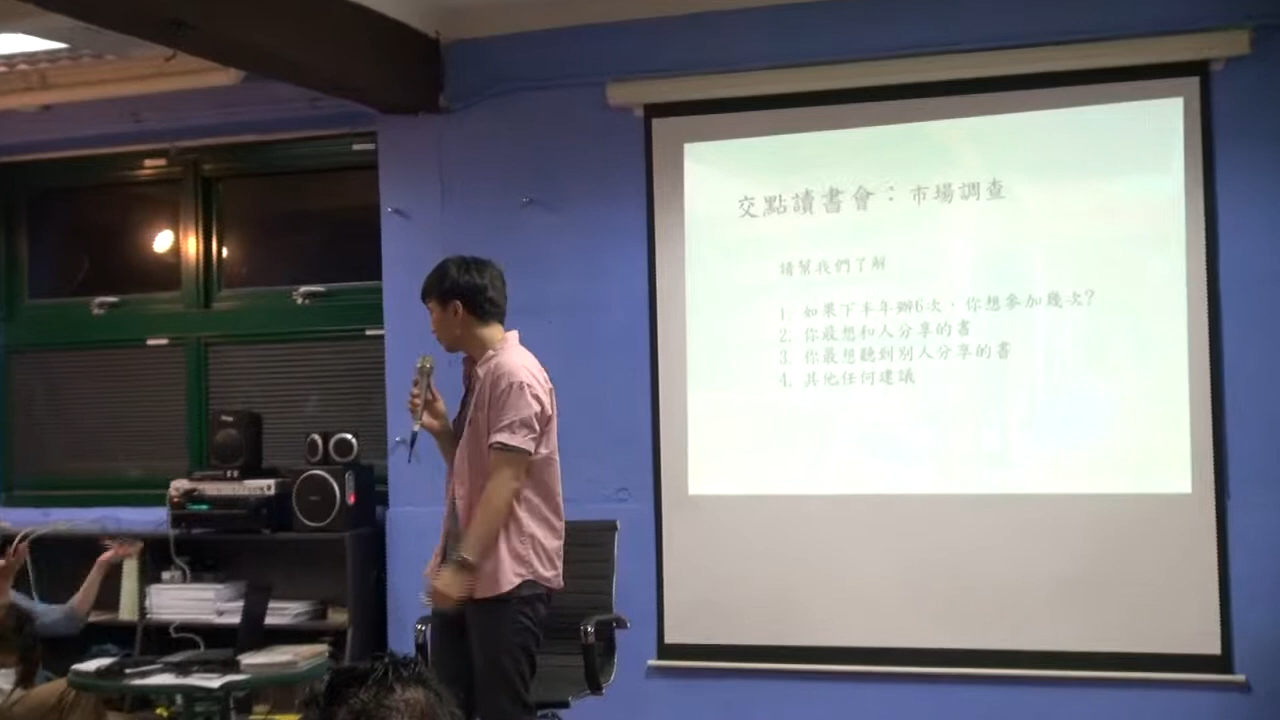 交點讀書會：市場調查
請幫我們了解
1. 如果下半年辦6次，你想參加幾次?
2. 你最想和人分享的書
3. 你最想聽到別人分享的書
4. 其他任何建議